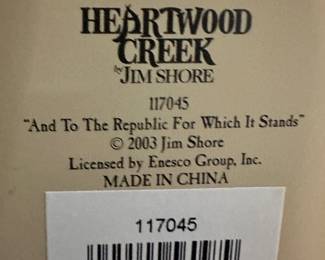 HEARTWOOD
CREEK
by JIM SHORE
117045
"And To The Republic For Which It Stands"
© 2003 Jim Shore
Licensed by Enesco Group, Inc.
MADE IN CHINA
117045